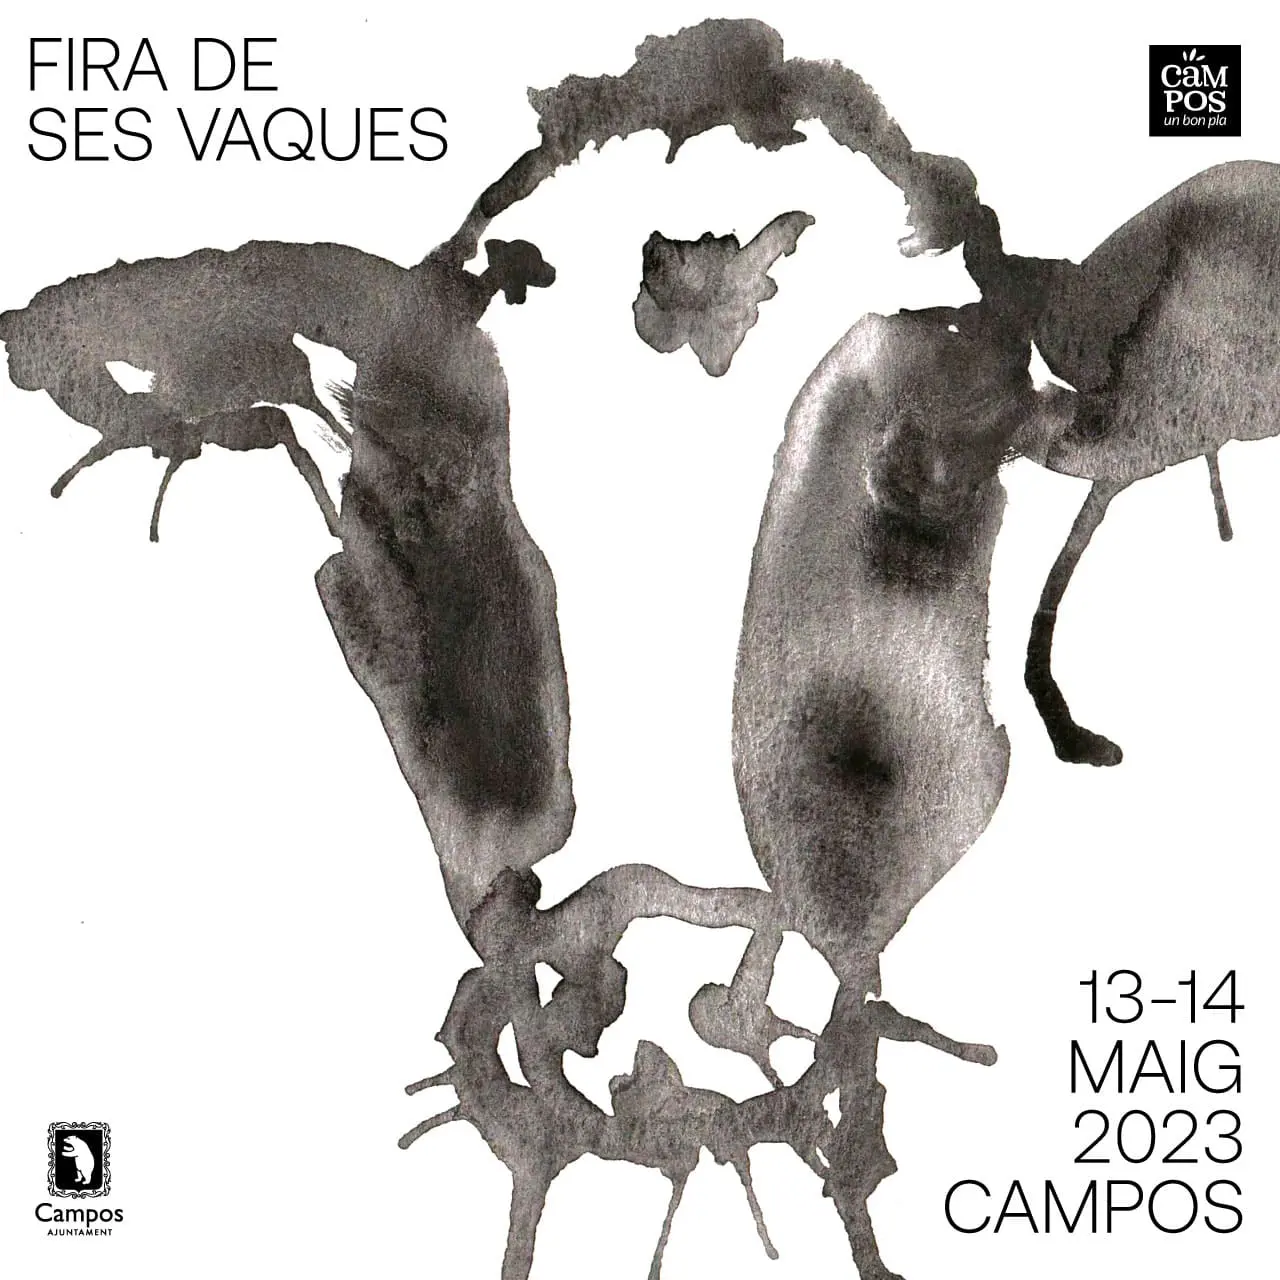 FIRA DE
SES VAQUES
CaM
POS
un bon pla
13-14
MAIG
2023
CAMPOS
Campos
AJUNTAMENT